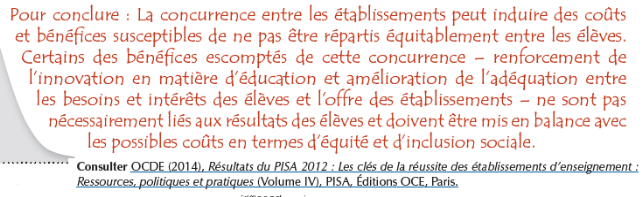 Pour conclure : La concurrence entre les établissements peut induire des coûts
et bénéfices susceptibles de ne pas être répartis équitablement entre les élèves.
Certains des bénéfices escomptés de cette concurrence – renforcement de
l'innovation en matière d'éducation et amélioration de l'adéquation entre
les besoins et intérêts des élèves et l'offre des établissements – ne sont pas
nécessairement liés aux résultats des élèves et doivent être mis en balance avec
les possibles coûts en termes d'équité et d'inclusion sociale.
Consulter OCDE (2014), Résultats du PISA 2012 : Les clés de la réussite des établissements d'enseignement :
Ressources, politiques et pratiques (Volume IV), PISA, Éditions OCE, Paris.